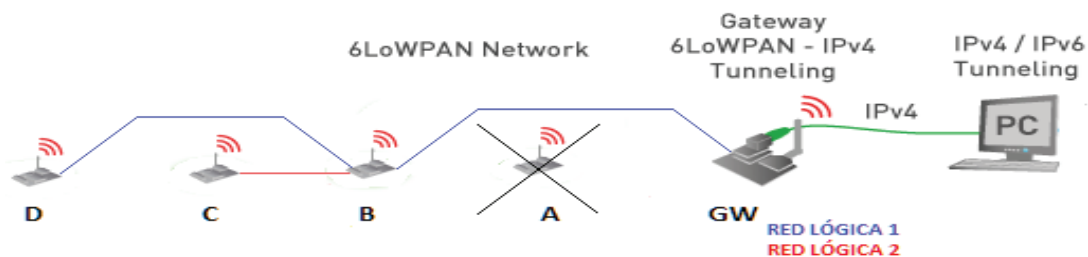 6LoWPAN Network
Gateway
6LoWPAN - IPv4
Tunneling
IPv4 / IPv6
Tunneling
IPv4
PC
D
C
B
A
GW
RED LÓGICA 1
RED LÓGICA 2